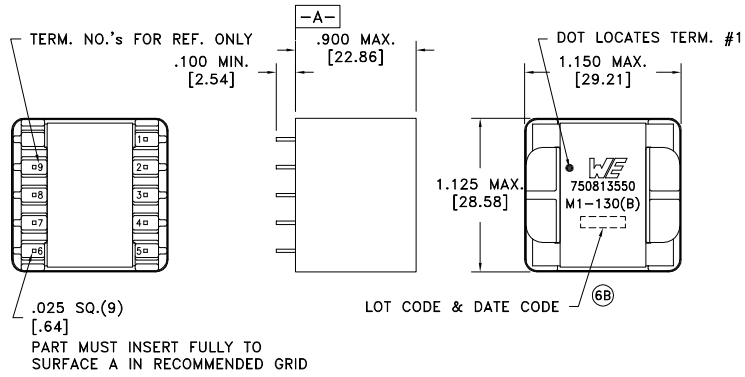 -A-
TERM. NO.'s FOR REF. ONLY
.900 MAX.
[22.86]
.100 MIN.
[2.54]
DOT LOCATES TERM. #1
1.150 MAX.
[29.21]
1
9
2
8
3
7
4
6
5
1.125 MAX.
[28.58]
WE
750813550
M1-130(B)
.025 SQ.(9)
[.64]
LOT CODE & DATE CODE
6B
PART MUST INSERT FULLY TO
SURFACE A IN RECOMMENDED GRID